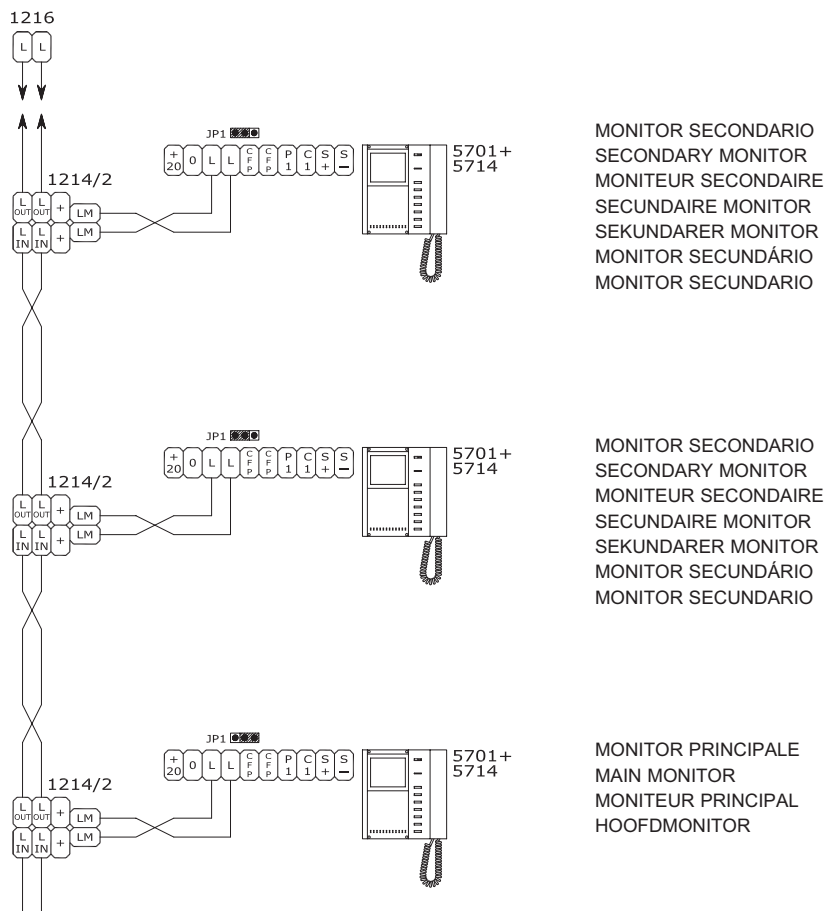 1216
L L
JP1
+ 20 0 L L CFP CFP P1 C1 S+ S−
5701+
5714
1214/2
L OUT L OUT + LM
L IN L IN + LM
MONITOR SECONDARIO
SECONDARY MONITOR
MONITEUR SECONDAIRE
SECUNDAIRE MONITOR
SEKUNDARER MONITOR
MONITOR SECUNDÁRIO
MONITOR SECUNDARIO
JP1
+ 20 0 L L CFP CFP P1 C1 S+ S−
5701+
5714
1214/2
L OUT L OUT + LM
L IN L IN + LM
MONITOR SECONDARIO
SECONDARY MONITOR
MONITEUR SECONDAIRE
SECUNDAIRE MONITOR
SEKUNDARER MONITOR
MONITOR SECUNDÁRIO
MONITOR SECUNDARIO
JP1
+ 20 0 L L CFP CFP P1 C1 S+ S−
5701+
5714
1214/2
L OUT L OUT + LM
L IN L IN + LM
MONITOR PRINCIPALE
MAIN MONITOR
MONITEUR PRINCIPAL
HOOFDMONITOR